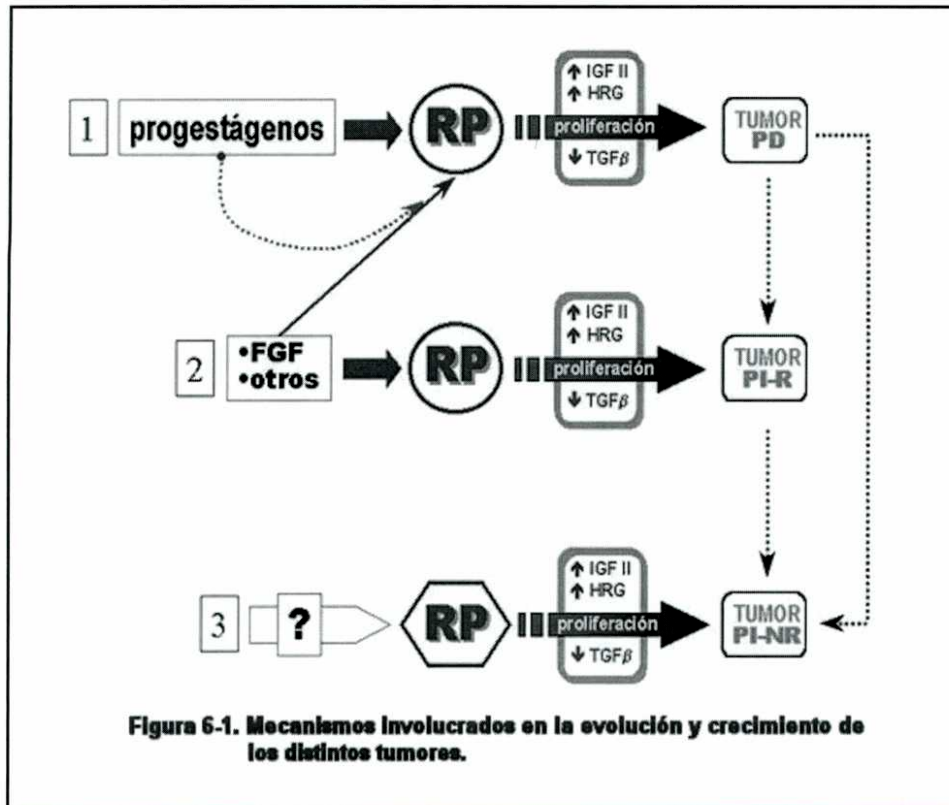 1
progestágenos
RP
↑ IGF II
↑ HRG
proliferación
↓ TGFβ
TUMOR
PD
2
•FGF
•otros
RP
↑ IGF II
↑ HRG
proliferación
↓ TGFβ
TUMOR
PI-R
3
?
RP
↑ IGF II
↑ HRG
proliferación
↓ TGFβ
TUMOR
PI-NR
Figura 6-1. Mecanismos involucrados en la evolución y crecimiento de
los distintos tumores.